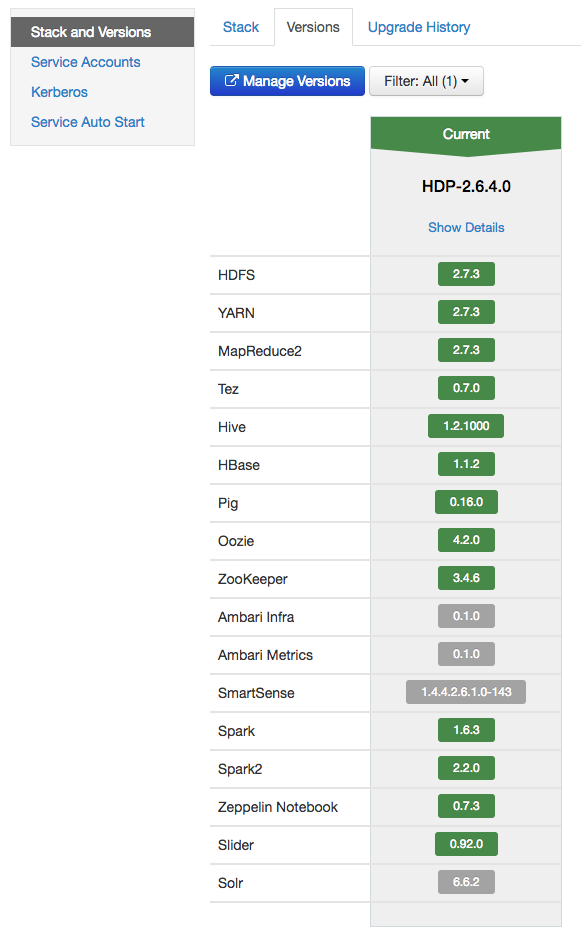 Stack and Versions
Service Accounts
Kerberos
Service Auto Start
Stack Versions Upgrade History
Manage Versions Filter: All (1)
Current
HDP-2.6.4.0
Show Details
HDFS 2.7.3
YARN 2.7.3
MapReduce2 2.7.3
Tez 0.7.0
Hive 1.2.1000
HBase 1.1.2
Pig 0.16.0
Oozie 4.2.0
ZooKeeper 3.4.6
Ambari Infra 0.1.0
Ambari Metrics 0.1.0
SmartSense 1.4.4.2.6.1.0-143
Spark 1.6.3
Spark2 2.2.0
Zeppelin Notebook 0.7.3
Slider 0.92.0
Solr 6.6.2